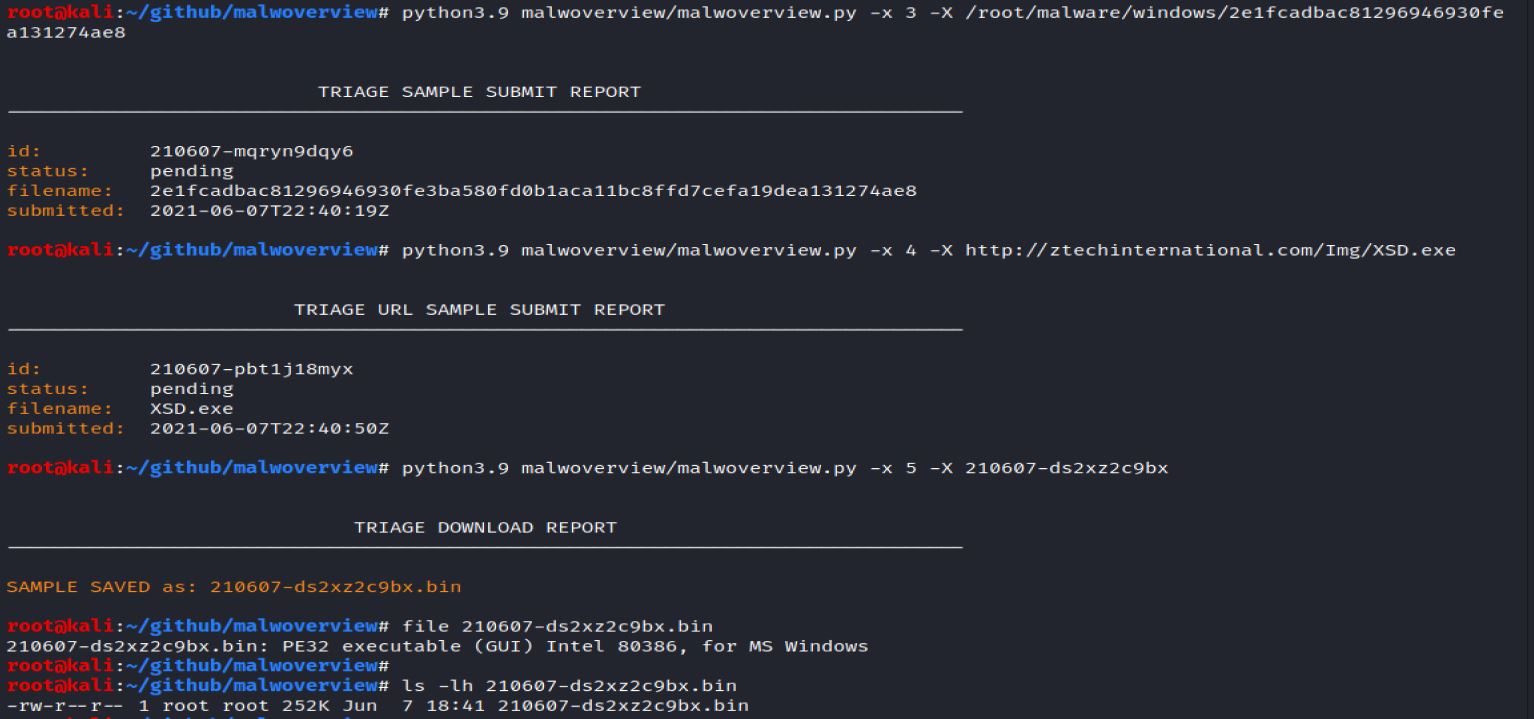 root@kali:~/github/malwoverview# python3.9 malwoverview/malwoverview.py -x 3 -X /root/malware/windows/2e1fcadbac81296946930fe
a131274ae8
TRIAGE SAMPLE SUBMIT REPORT
id: 210607-mqryn9dqy6
status: pending
filename: 2e1fcadbac81296946930fe3ba580fd0b1aca11bc8ffd7cefa19dea131274ae8
submitted: 2021-06-07T22:40:19Z
root@kali:~/github/malwoverview# python3.9 malwoverview/malwoverview.py -x 4 -X http://ztechinternational.com/Img/XSD.exe
TRIAGE URL SAMPLE SUBMIT REPORT
id: 210607-pbt1j18myx
status: pending
filename: XSD.exe
submitted: 2021-06-07T22:40:50Z
root@kali:~/github/malwoverview# python3.9 malwoverview/malwoverview.py -x 5 -X 210607-ds2xz2c9bx
TRIAGE DOWNLOAD REPORT
SAMPLE SAVED as: 210607-ds2xz2c9bx.bin
root@kali:~/github/malwoverview# file 210607-ds2xz2c9bx.bin
210607-ds2xz2c9bx.bin: PE32 executable (GUI) Intel 80386, for MS Windows
root@kali:~/github/malwoverview#
root@kali:~/github/malwoverview# ls -lh 210607-ds2xz2c9bx.bin
-rw-r--r-- 1 root root 252K Jun  7 18:41 210607-ds2xz2c9bx.bin